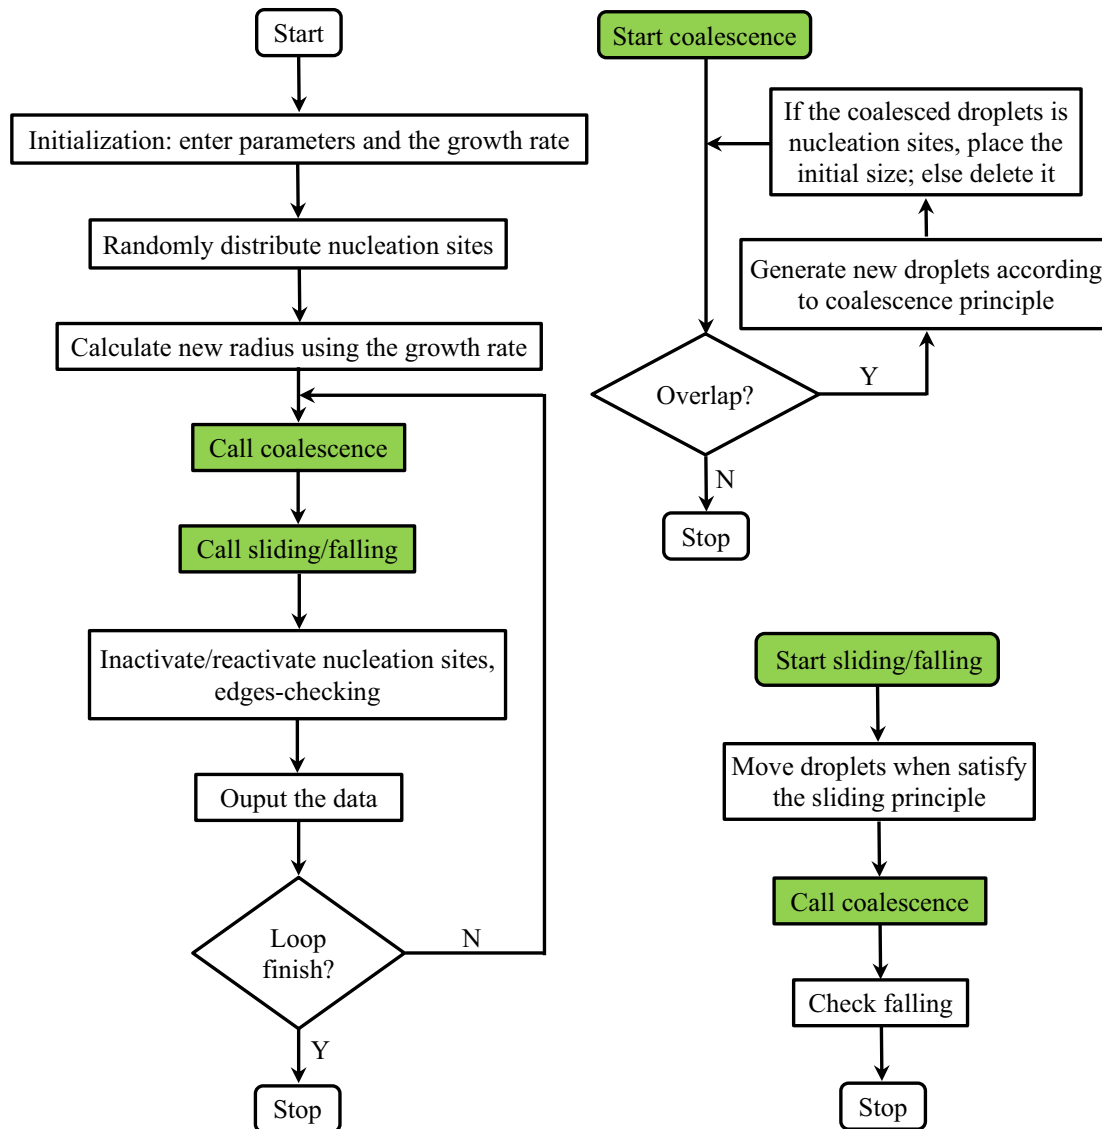 Start
Initialization: enter parameters and the growth rate
Randomly distribute nucleation sites
Calculate new radius using the growth rate
Call coalescence
Call sliding/falling
Inactivate/reactivate nucleation sites,
edges-checking
Ouput the data
Loop
finish?
N
Y
Stop
Start coalescence
If the coalesced droplets is
nucleation sites, place the
initial size; else delete it
Generate new droplets according
to coalescence principle
Overlap?
Y
N
Stop
Start sliding/falling
Move droplets when satisfy
the sliding principle
Call coalescence
Check falling
Stop